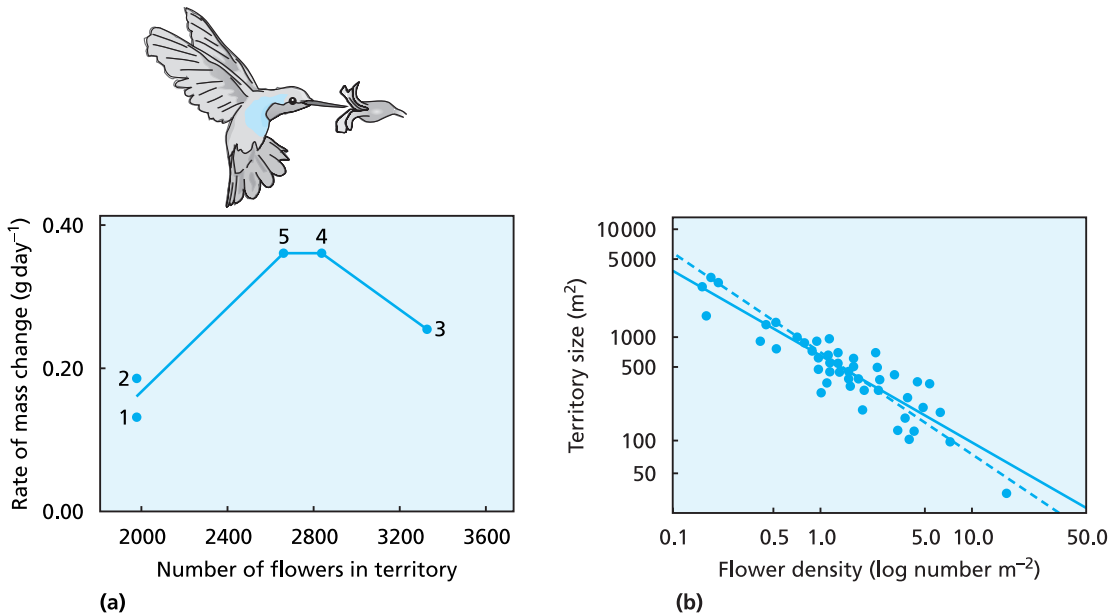 0.40
0.20
0.00
Rate of mass change (g day⁻¹)
2
1
5
4
3
2000 2400 2800 3200 3600
Number of flowers in territory
(a)
10 000
5000
1000
500
100
50
Territory size (m²)
0.1 0.5 1.0 5.0 10.0 50.0
Flower density (log number m⁻²)
(b)